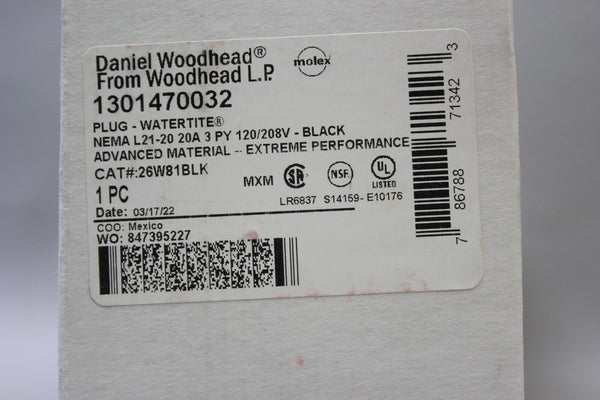 Daniel Woodhead®
From Woodhead L.P.
molex
1301470032
PLUG - WATERTITE®
NEMA L21-20 20A 3 PY 120/208V - BLACK
ADVANCED MATERIAL -- EXTREME PERFORMANCE
CAT#:26W81BLK
1 PC
MXM SA NSF. UL
LISTED
LR6837 S14159- E10176
Date: 03/17/22
COO: Mexico
WO: 847395227
7 86788 71342 3